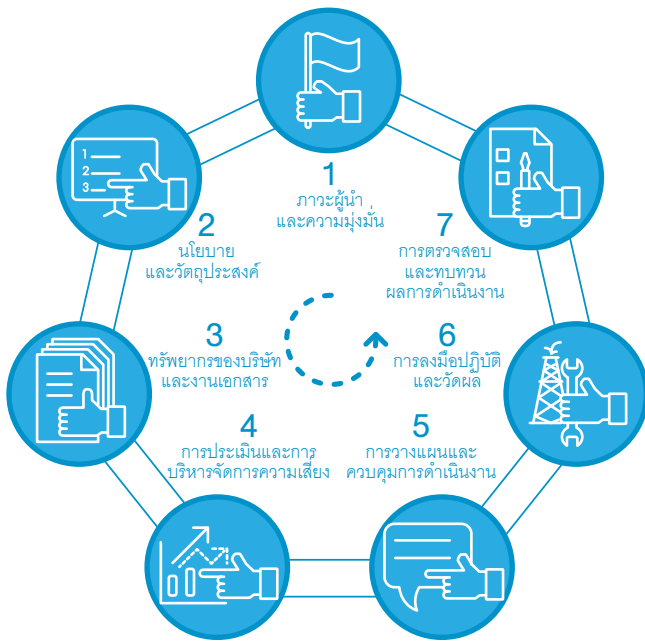 1
ภาวะผู้นำ
และความมุ่งมั่น
2
นโยบาย
และวัตถุประสงค์
3
ทรัพยากรของบริษัท
และงานเอกสาร
4
การประเมินและการ
บริหารจัดการความเสี่ยง
5
การวางแผนและ
ควบคุมการดำเนินงาน
6
การลงมือปฏิบัติ
และวัดผล
7
การตรวจสอบ
และทบทวน
ผลการดำเนินงาน
1
2
3